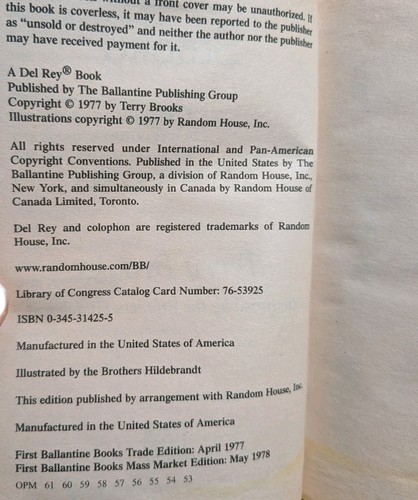 a front cover may be unauthorized. If
this book is coverless, it may have been reported to the publisher
as “unsold or destroyed” and neither the author nor the publisher
may have received payment for it.
A Del Rey® Book
Published by The Ballantine Publishing Group
Copyright © 1977 by Terry Brooks
Illustrations copyright © 1977 by Random House, Inc.
All rights reserved under International and Pan-American
Copyright Conventions. Published in the United States by The
Ballantine Publishing Group, a division of Random House, Inc.,
New York, and simultaneously in Canada by Random House of
Canada Limited, Toronto.
Del Rey and colophon are registered trademarks of Random
House, Inc.
www.randomhouse.com/BB/
Library of Congress Catalog Card Number: 76-53925
ISBN 0-345-31425-5
Manufactured in the United States of America
Illustrated by the Brothers Hildebrandt
This edition published by arrangement with Random House, Inc.
Manufactured in the United States of America
First Ballantine Books Trade Edition: April 1977
First Ballantine Books Mass Market Edition: May 1978
OPM 61 60 59 58 57 56 55 54 53